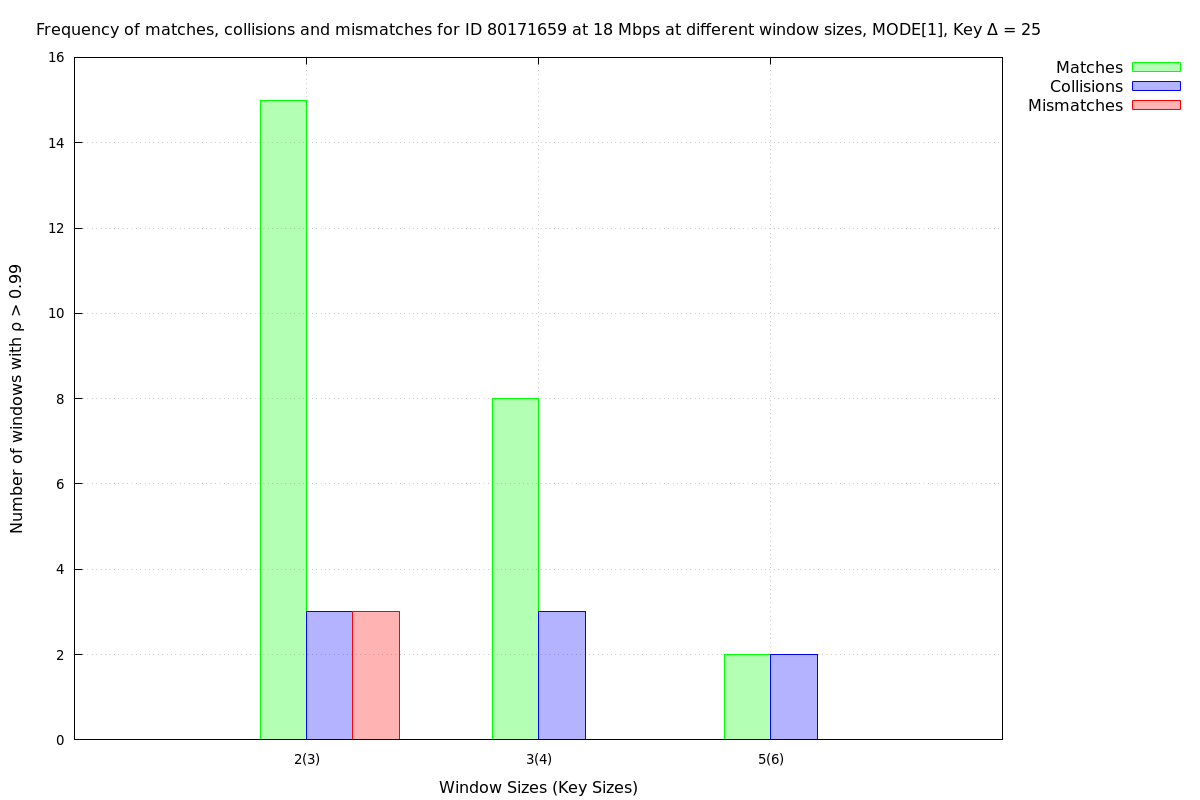 Frequency of matches, collisions and mismatches for ID 80171659 at 18 Mbps at different window sizes, MODE[1], Key Δ = 25
Matches
Collisions
Mismatches
Number of windows with ρ > 0.99
16
14
12
10
8
6
4
2
0
2(3) 3(4) 5(6)
Window Sizes (Key Sizes)